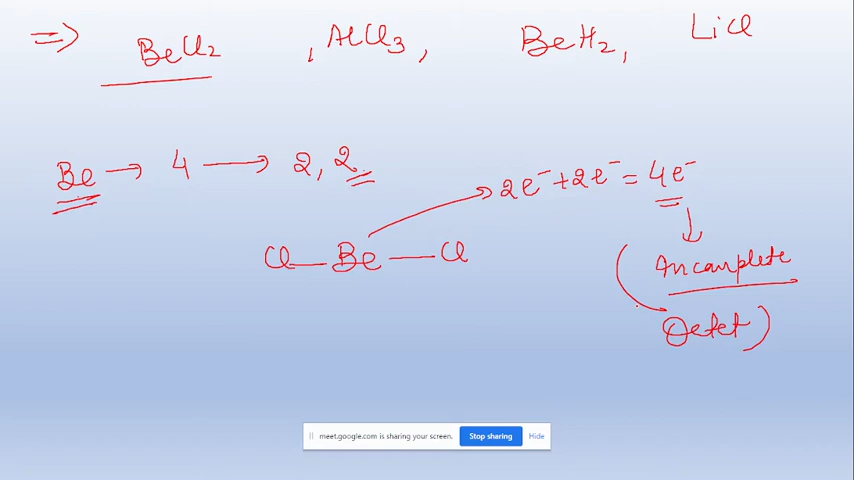 ⇒ BeCl2 , AlCl3, BeH2, LiCl
Be → 4 → 2, 2
2e⁻ + 2e⁻ = 4e⁻
Cl — Be — Cl
Incomplete
Octet)
meet.google.com is sharing your screen. Stop sharing Hide